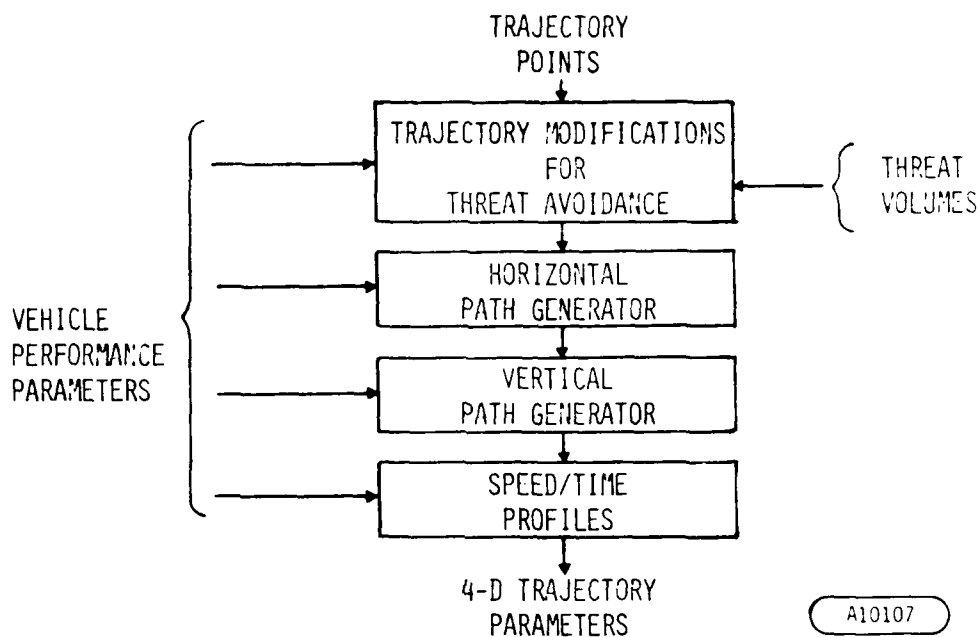 TRAJECTORY
POINTS
TRAJECTORY MODIFICATIONS
FOR
THREAT AVOIDANCE
THREAT
VOLUMES
HORIZONTAL
PATH GENERATOR
VEHICLE
PERFORMANCE
PARAMETERS
VERTICAL
PATH GENERATOR
SPEED/TIME
PROFILES
4-D TRAJECTORY
PARAMETERS
A10107